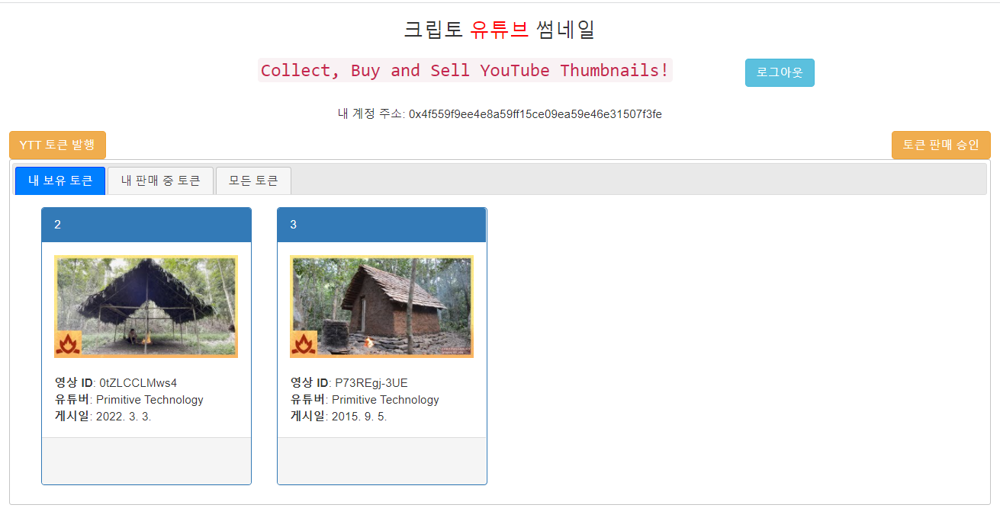 크립토 유튜브 썸네일
Collect, Buy and Sell YouTube Thumbnails!
로그아웃
내 계정 주소: 0x4f559f9ee4e8a59ff15ce09ea59e46e31507f3fe
YTT 토큰 발행
토큰 판매 승인
내 보유 토큰
내 판매 중 토큰
모든 토큰
2
영상 ID: 0tZLCCLMws4
유튜버: Primitive Technology
게시일: 2022. 3. 3.
3
영상 ID: P73REgj-3UE
유튜버: Primitive Technology
게시일: 2015. 9. 5.